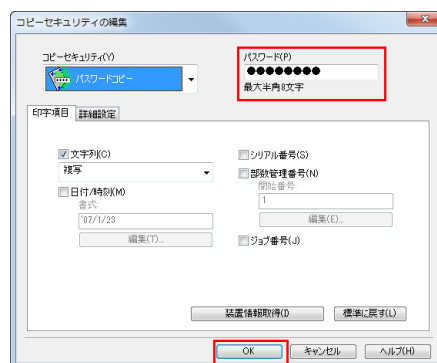 コピーセキュリティの編集
コピーセキュリティ(Y)
パスワードコピー
パスワード(P)
●●●●●●●●
最大半角8文字
印字項目 詳細設定
文字列(C)
複写
日付/時刻(M)
書式:
'07/1/23
編集(T)...
シリアル番号(S)
部数管理番号(N)
開始番号:
1
編集(E)...
ジョブ番号(J)
装置情報取得(I) 標準に戻す(L)
OK キャンセル ヘルプ(H)